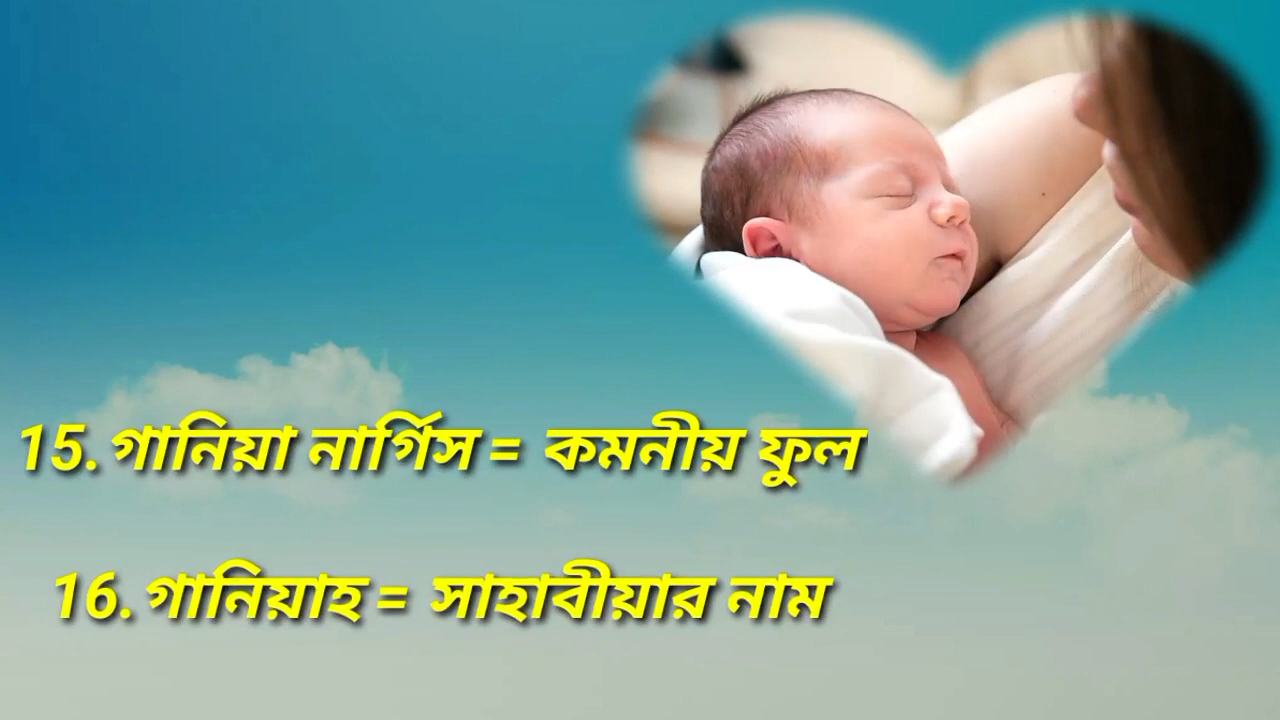 15. গানিয়া নার্গিস = কমনীয় ফুল
16. গানিয়াহ = সাহাবীয়ার নাম